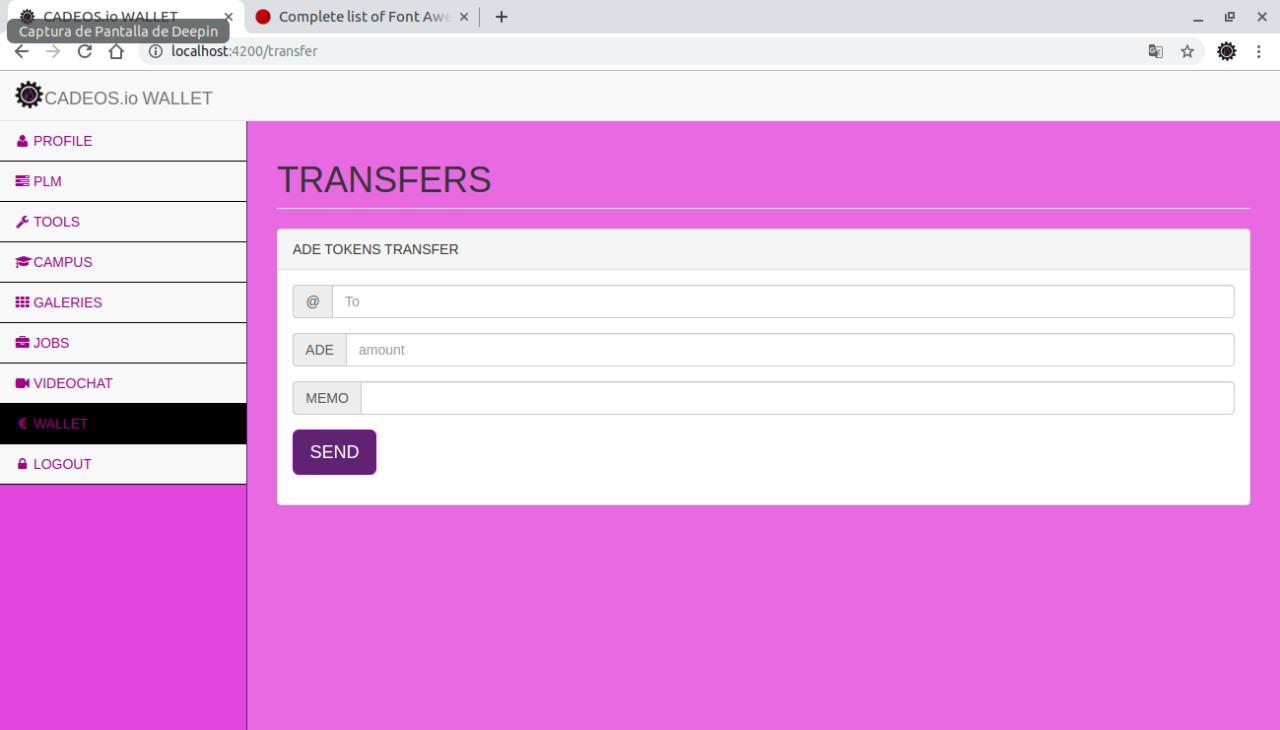 CADEOS.io WALLET
Complete list of Font Awe
Captura de Pantalla de Deepin
localhost:4200/transfer
CADEOS.io WALLET
PROFILE
PLM
TOOLS
CAMPUS
GALERIES
JOBS
VIDEOCHAT
WALLET
LOGOUT
TRANSFERS
ADE TOKENS TRANSFER
@ To
ADE amount
MEMO
SEND